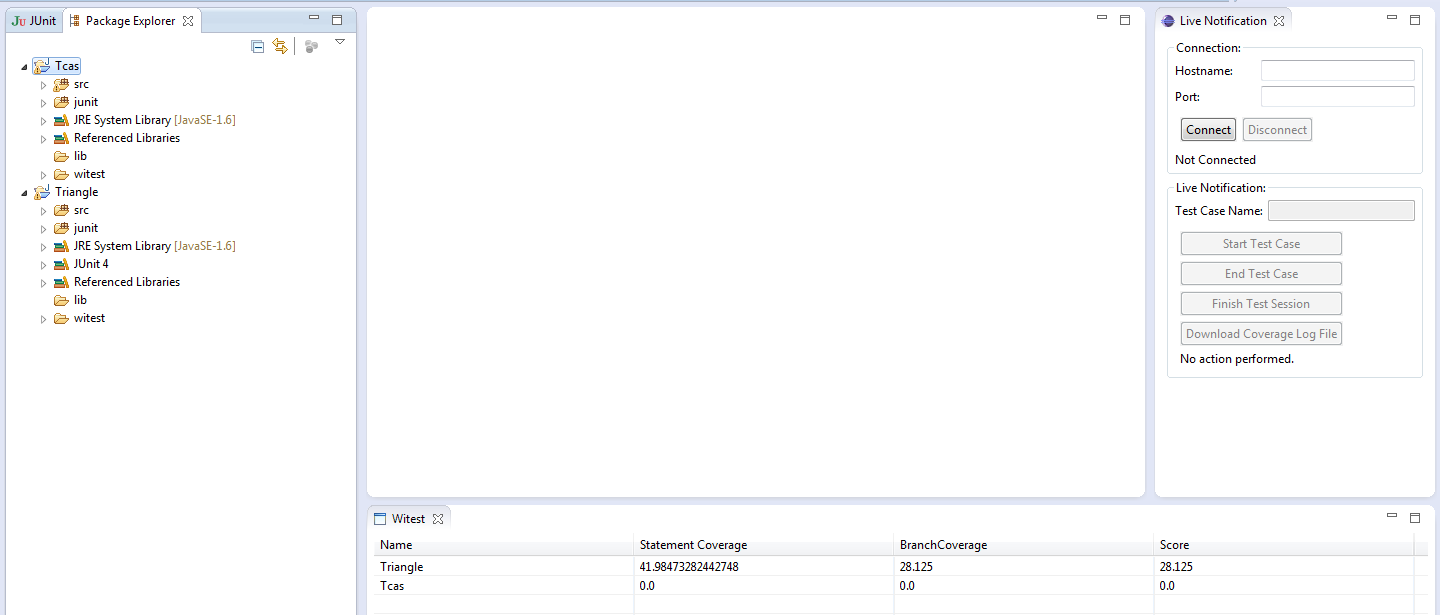 JUnit
Package Explorer
Tcas
src
junit
JRE System Library [JavaSE-1.6]
Referenced Libraries
lib
witest
Triangle
src
junit
JRE System Library [JavaSE-1.6]
JUnit 4
Referenced Libraries
lib
witest
Live Notification
Connection:
Hostname:
Port:
Connect Disconnect
Not Connected
Live Notification:
Test Case Name:
Start Test Case
End Test Case
Finish Test Session
Download Coverage Log File
No action performed.
Witest
Name Statement Coverage BranchCoverage Score
Triangle 41.98473282442748 28.125 28.125
Tcas 0.0 0.0 0.0